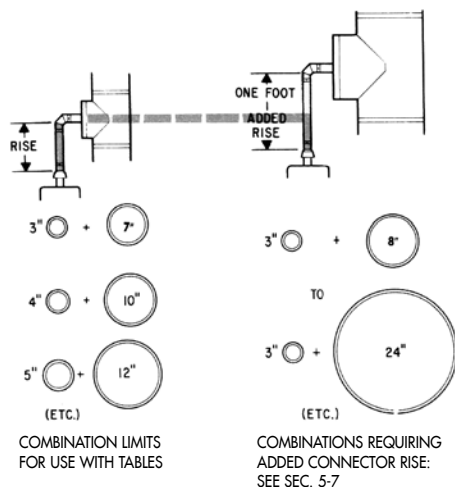 RISE
ONE FOOT
ADDED
RISE
3" + 7"
4" + 10"
5" + 12"
(ETC.)
COMBINATION LIMITS
FOR USE WITH TABLES
3" + 8"
TO
3" + 24"
(ETC.)
COMBINATIONS REQUIRING
ADDED CONNECTOR RISE:
SEE SEC. 5-7